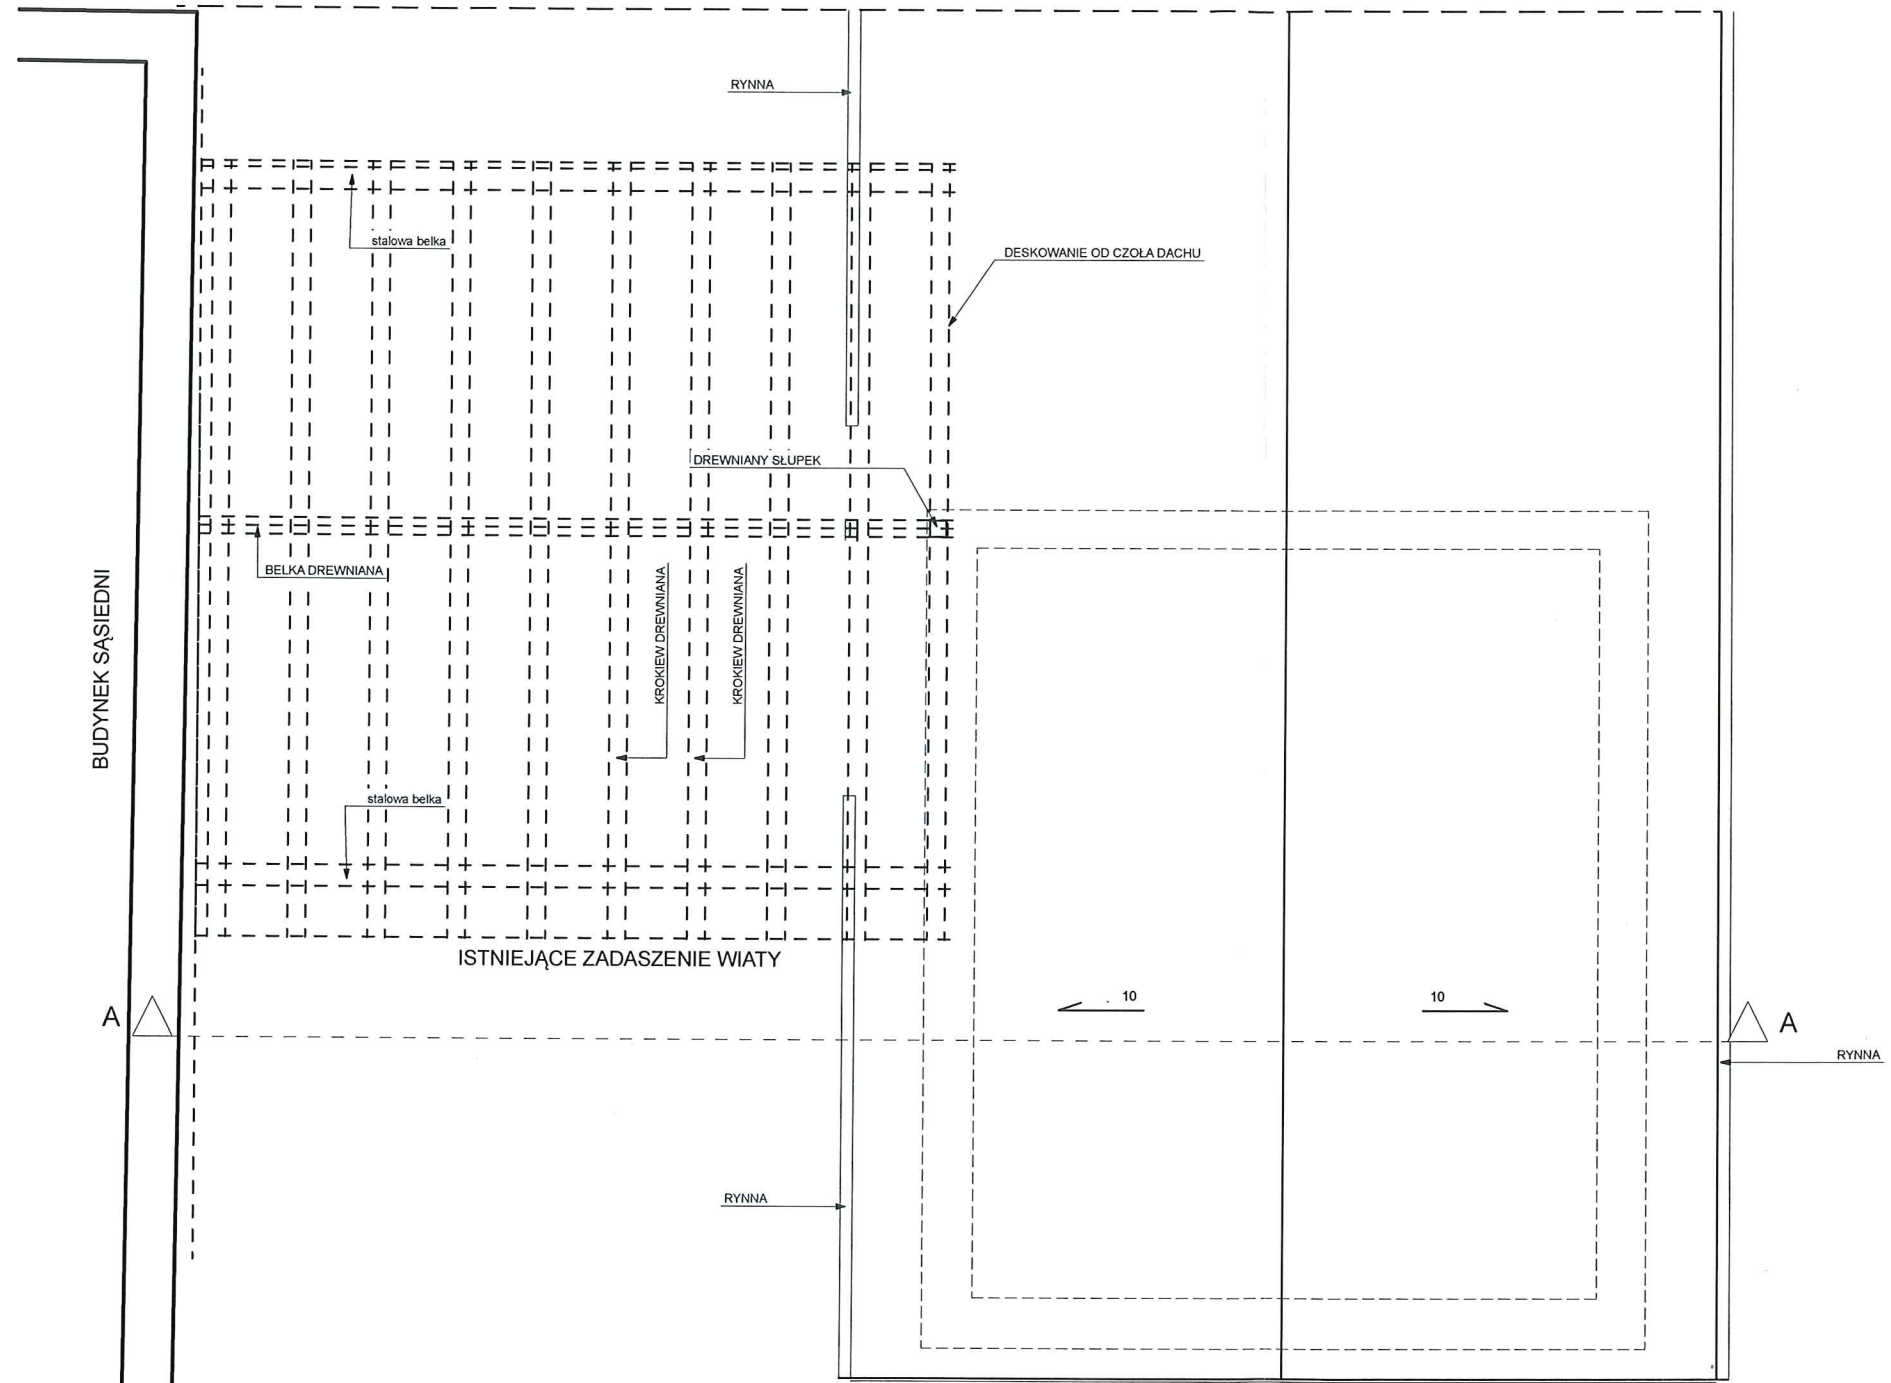 RYNNA
stalowa belka
DESKOWANIE OD CZOŁA DACHU
DREWNIANY SŁUPEK
BELKA DREWNIANA
KROKIEW DREWNIANA
KROKIEW DREWNIANA
BUDYNEK SĄSIEDNI
stalowa belka
ISTNIEJĄCE ZADASZENIE WIATY
10
10
A
A
RYNNA
RYNNA